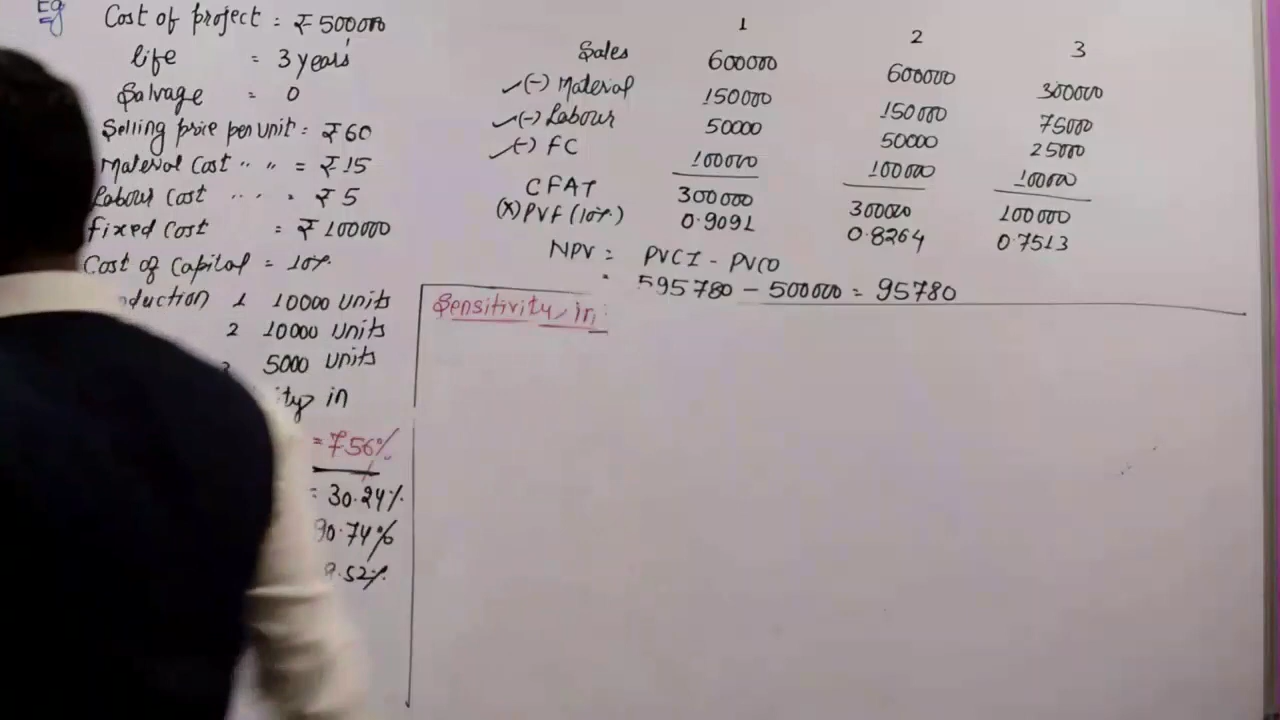 Eg
Cost of project = ₹ 500000
life = 3 years
Salvage = 0
Selling price per unit = ₹ 60
Material Cost " " = ₹ 15
Labour Cost " " = ₹ 5
fixed Cost = ₹ 100000
Cost of Capital = 10%
duction 1 10000 Units
2 10000 Units
3 5000 Units
ity in
= 7.56%
= 30.24%
90.74%
9.52%
1 2 3
Sales 600000 600000 300000
✓(-) Material 150000 150000 75000
✓(-) Labour 50000 50000 25000
✓(-) FC 100000 100000 100000
CFAT 300000 300000 100000
(x) PVF (10%) 0.9091 0.8264 0.7513
NPV = PVCI - PVCO
= 595780 - 500000 = 95780
Sensitivity in